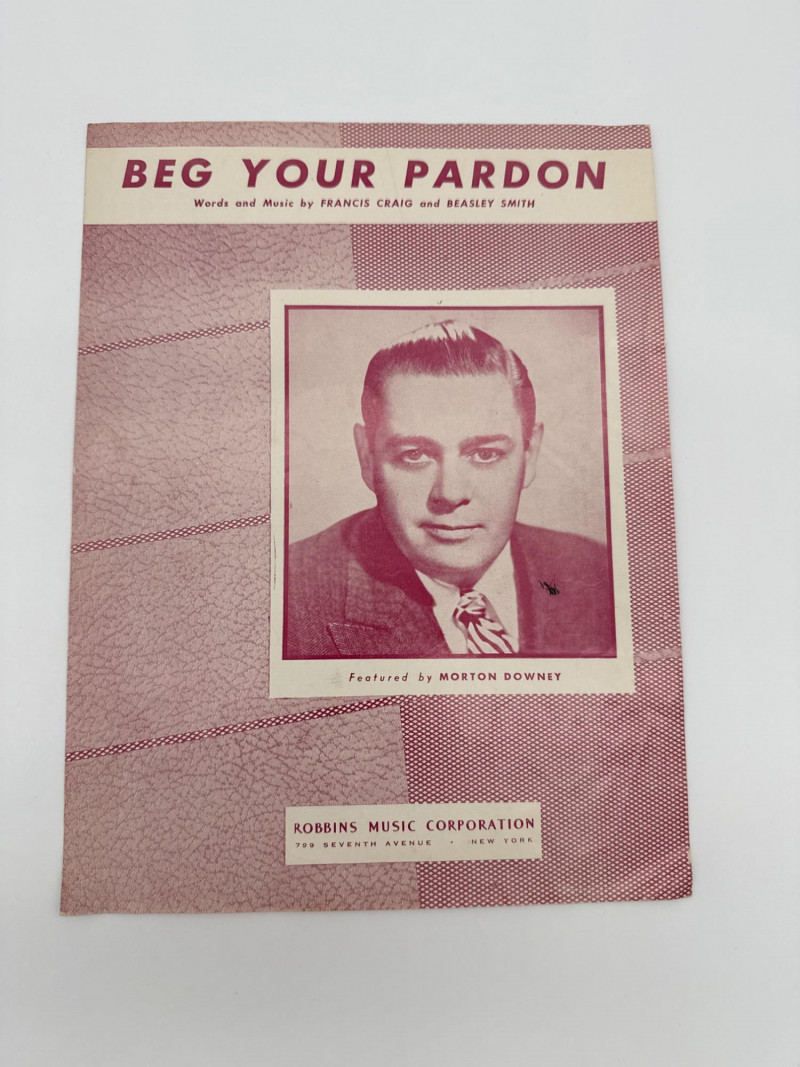 BEG YOUR PARDON
Words and Music by FRANCIS CRAIG and BEASLEY SMITH
Featured by MORTON DOWNEY
ROBBINS MUSIC CORPORATION
799 SEVENTH AVENUE • NEW YORK